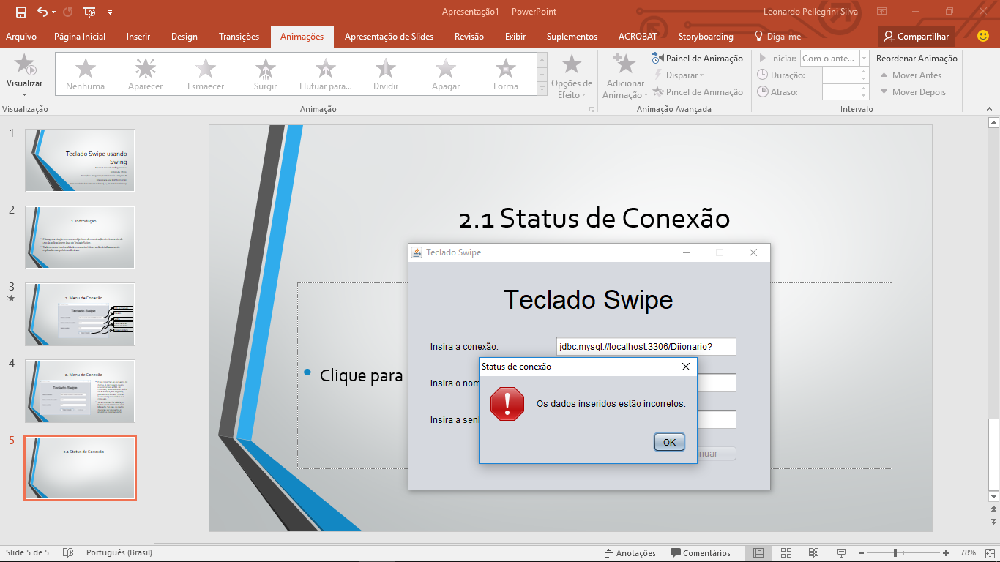 Apresentação1 - PowerPoint
Leonardo Pellegrini Silva
Arquivo
Página Inicial
Inserir
Design
Transições
Animações
Apresentação de Slides
Revisão
Exibir
Suplementos
ACROBAT
Storyboarding
Diga-me
Compartilhar
Visualizar
Visualização
Nenhuma
Aparecer
Esmaecer
Surgir
Flutuar para...
Dividir
Apagar
Forma
Animação
Opções de
Efeito
Adicionar
Animação
Painel de Animação
Disparar
Pincel de Animação
Animação Avançada
Iniciar:
Com o ante...
Duração:
Atraso:
Reordenar Animação
Mover Antes
Mover Depois
Intervalo
1
Teclado Swipe usando
Swing
2
1. Indrodução
3
2. Menu de Conexão
Teclado Swipe
4
2. Menu de Conexão
Teclado Swipe
5
2.1 Status de Conexão
2.1 Status de Conexão
Clique para
Teclado Swipe
Teclado Swipe
Insira a conexão:
jdbc:mysql://localhost:3306/Diionario?
Insira o nom
Insira a sen
nuar
Status de conexão
Os dados inseridos estão incorretos.
OK
Slide 5 de 5
Português (Brasil)
Anotações
Comentários
78%